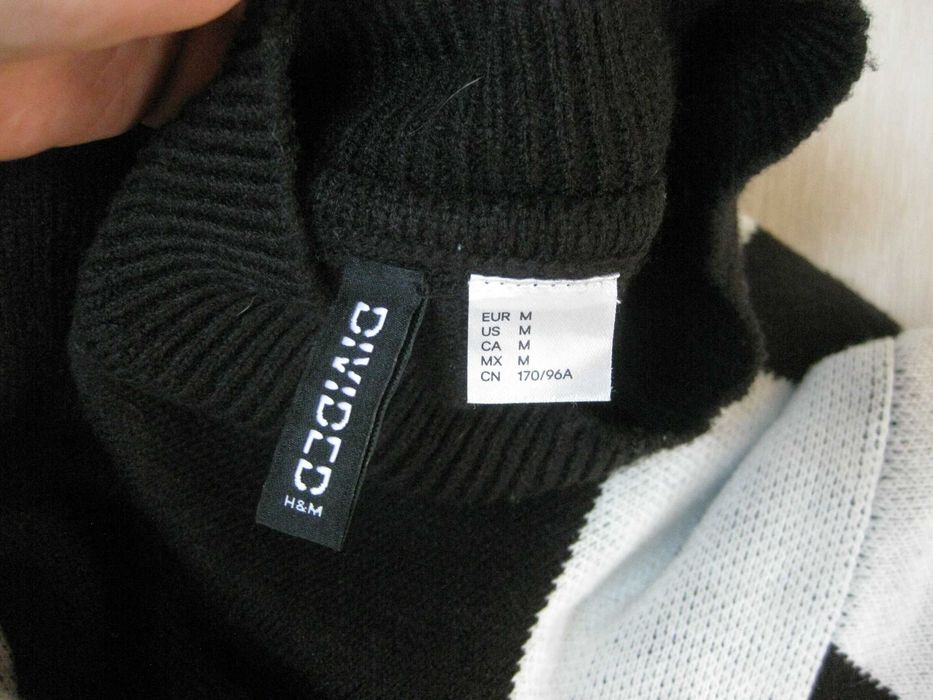 DIVIDED
H&M
EUR M
US M
CA M
MX M
CN 170/96A